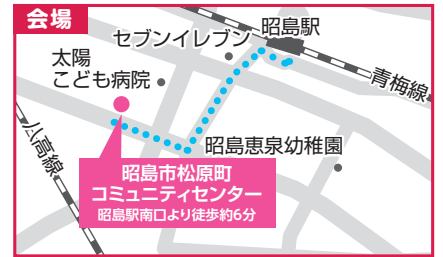 会場
昭島駅
セブンイレブン
太陽
こども病院
青梅線
八高線
昭島恵泉幼稚園
昭島市松原町
コミュニティセンター
昭島駅南口より徒歩約6分